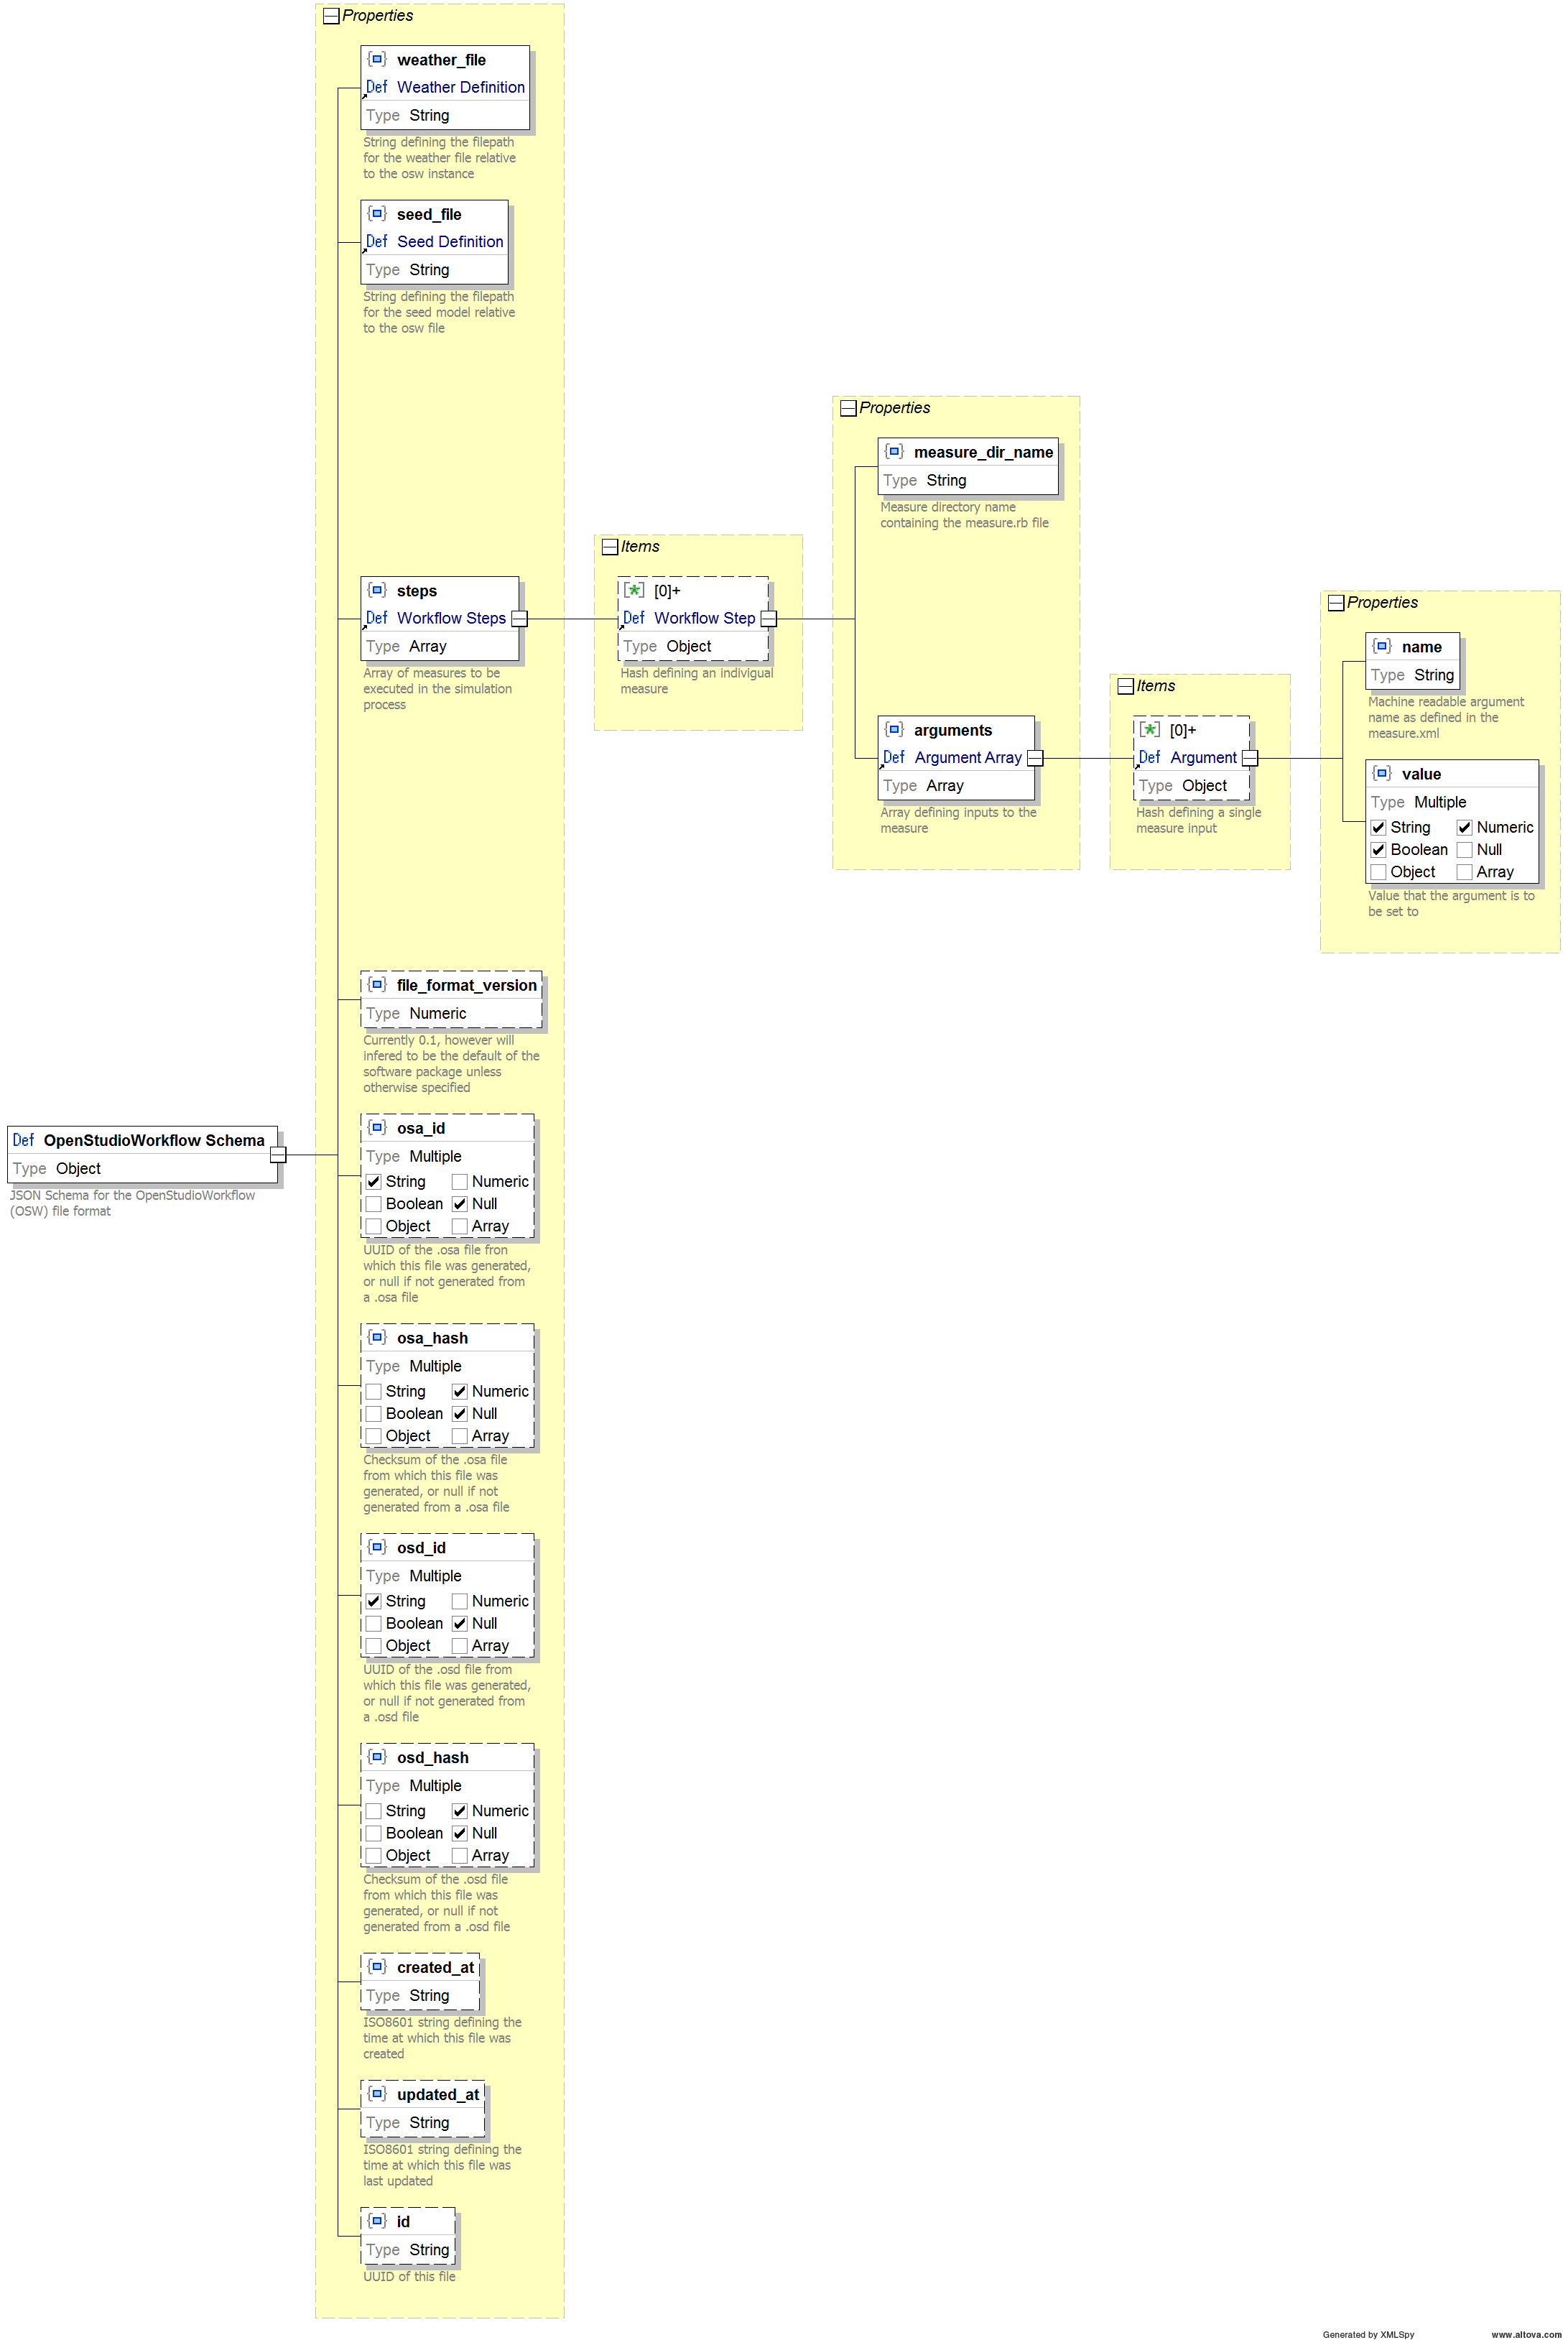 Properties
weather_file
Def Weather Definition
Type String
String defining the filepath
for the weather file relative
to the osw instance
seed_file
Def Seed Definition
Type String
String defining the filepath
for the seed model relative
to the osw file
steps
Def Workflow Steps
Type Array
Array of measures to be
executed in the simulation
process
Items
[0]+
Def Workflow Step
Type Object
Hash defining an indivigual
measure
Properties
measure_dir_name
Type String
Measure directory name
containing the measure.rb file
arguments
Def Argument Array
Type Array
Array defining inputs to the
measure
Items
[0]+
Def Argument
Type Object
Hash defining a single
measure input
Properties
name
Type String
Machine readable argument
name as defined in the
measure.xml
value
Type Multiple
String Numeric
Boolean Null
Object Array
Value that the argument is to
be set to
file_format_version
Type Numeric
Currently 0.1, however will
infered to be the default of the
software package unless
otherwise specified
Def OpenStudioWorkflow Schema
Type Object
JSON Schema for the OpenStudioWorkflow
(OSW) file format
osa_id
Type Multiple
String Numeric
Boolean Null
Object Array
UUID of the .osa file fron
which this file was generated,
or null if not generated from
a .osa file
osa_hash
Type Multiple
String Numeric
Boolean Null
Object Array
Checksum of the .osa file
from which this file was
generated, or null if not
generated from a .osa file
osd_id
Type Multiple
String Numeric
Boolean Null
Object Array
UUID of the .osd file from
which this file was generated,
or null if not generated from
a .osd file
osd_hash
Type Multiple
String Numeric
Boolean Null
Object Array
Checksum of the .osd file
from which this file was
generated, or null if not
generated from a .osd file
created_at
Type String
ISO8601 string defining the
time at which this file was
created
updated_at
Type String
ISO8601 string defining the
time at which this file was
last updated
id
Type String
UUID of this file
Generated by XMLSpy www.altova.com